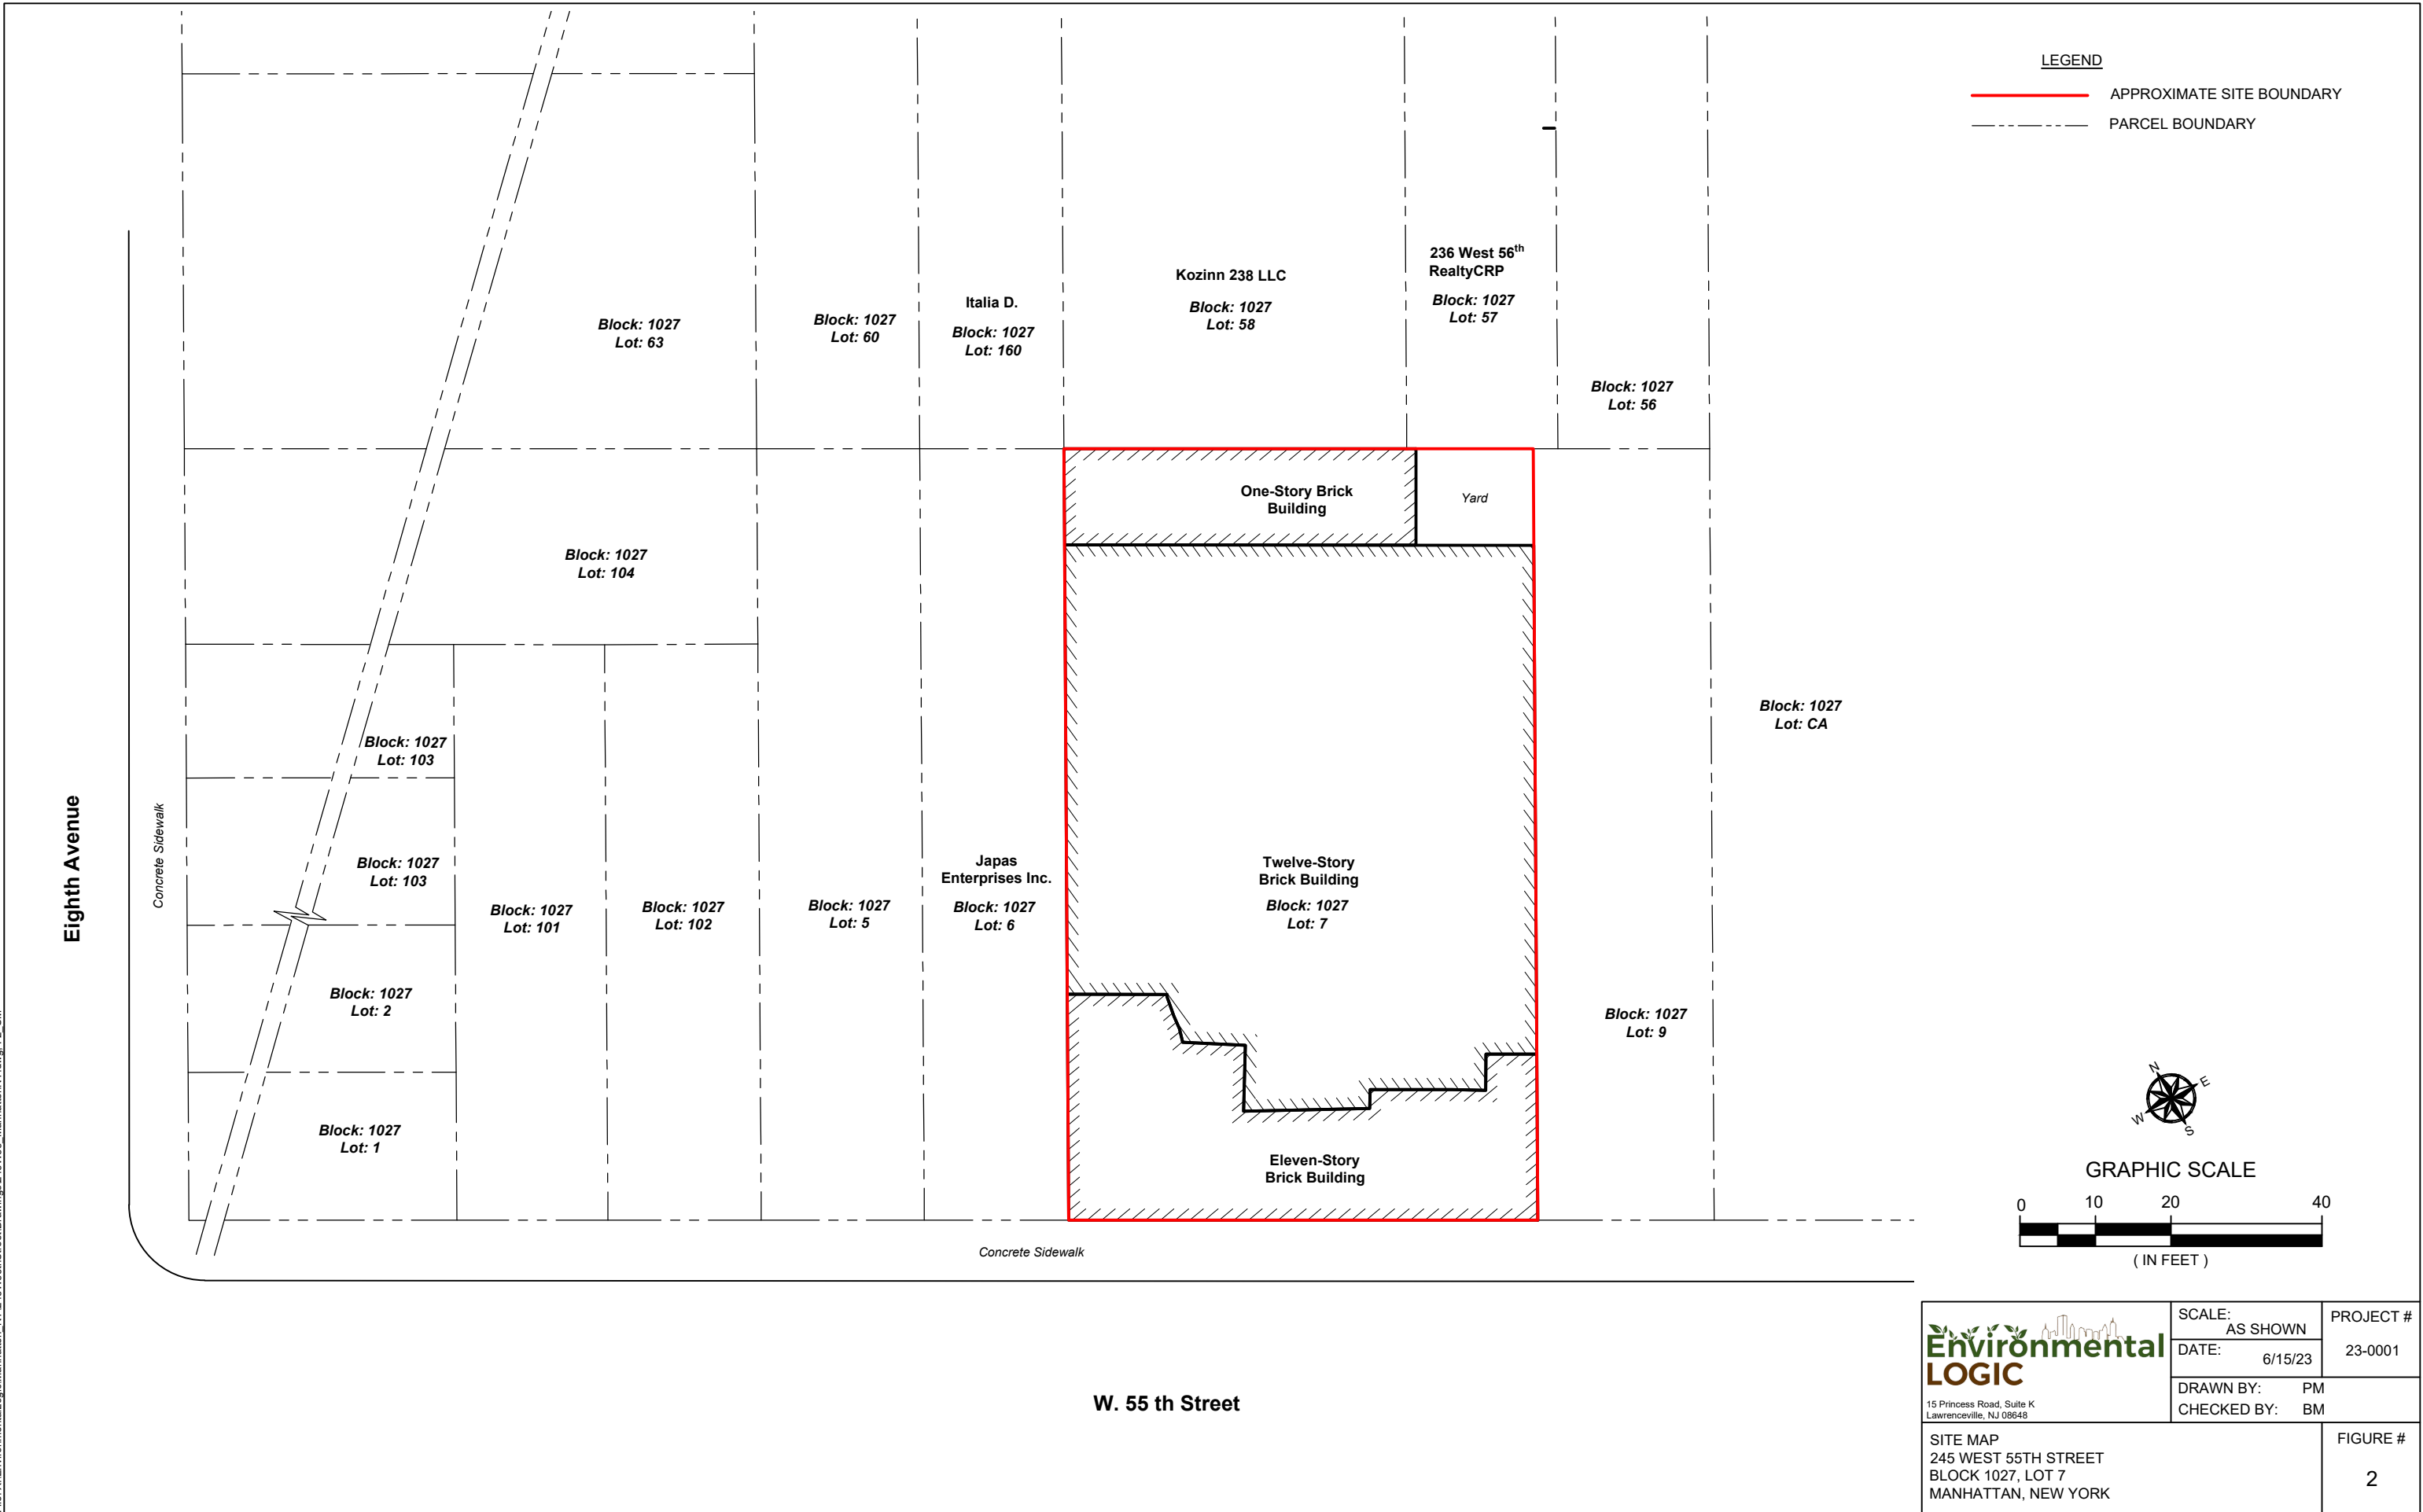 LEGEND
APPROXIMATE SITE BOUNDARY
PARCEL BOUNDARY
236 West 56th
RealtyCRP
Block: 1027
Lot: 57
Kozinn 238 LLC
Block: 1027
Lot: 58
Italia D.
Block: 1027
Lot: 160
Block: 1027
Lot: 60
Block: 1027
Lot: 63
Block: 1027
Lot: 56
One-Story Brick
Building
Yard
Block: 1027
Lot: 104
Block: 1027
Lot: CA
Block: 1027
Lot: 103
Block: 1027
Lot: 103
Eighth Avenue
Concrete Sidewalk
Block: 1027
Lot: 101
Block: 1027
Lot: 102
Block: 1027
Lot: 5
Japas
Enterprises Inc.
Block: 1027
Lot: 6
Twelve-Story
Brick Building
Block: 1027
Lot: 7
Block: 1027
Lot: 2
Block: 1027
Lot: 9
Block: 1027
Lot: 1
Eleven-Story
Brick Building
Concrete Sidewalk
W. 55 th Street
N
E
W
S
GRAPHIC SCALE
0 10 20 40
( IN FEET )
Environmental
LOGIC
15 Princess Road, Suite K
Lawrenceville, NJ 08648
SCALE:
AS SHOWN
DATE: 6/15/23
PROJECT #
23-0001
DRAWN BY: PM
CHECKED BY: BM
SITE MAP
245 WEST 55TH STREET
BLOCK 1027, LOT 7
MANHATTAN, NEW YORK
FIGURE #
2